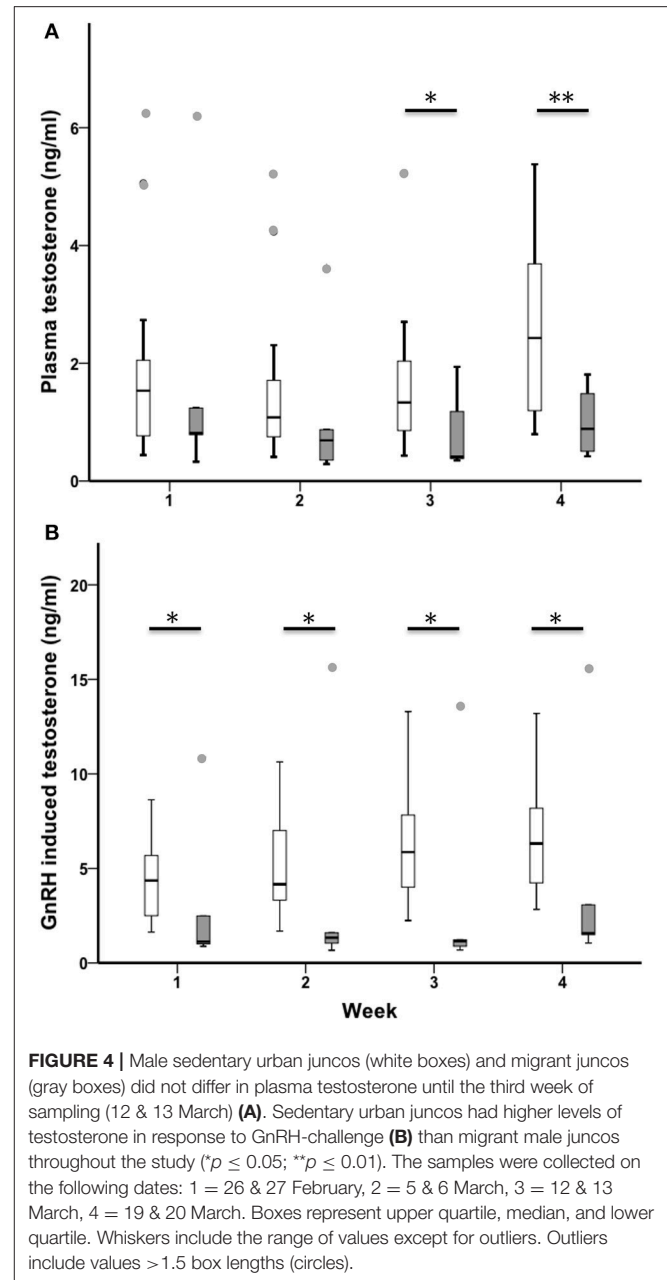 A
Plasma testosterone (ng/ml)
6
4
2
0
*
**
1 2 3 4
B
GnRH induced testosterone (ng/ml)
20
15
10
5
0
* * * *
1 2 3 4
Week
FIGURE 4 | Male sedentary urban juncos (white boxes) and migrant juncos
(gray boxes) did not differ in plasma testosterone until the third week of
sampling (12 & 13 March) (A). Sedentary urban juncos had higher levels of
testosterone in response to GnRH-challenge (B) than migrant male juncos
throughout the study (*p ≤ 0.05; **p ≤ 0.01). The samples were collected on
the following dates: 1 = 26 & 27 February, 2 = 5 & 6 March, 3 = 12 & 13
March, 4 = 19 & 20 March. Boxes represent upper quartile, median, and lower
quartile. Whiskers include the range of values except for outliers. Outliers
include values >1.5 box lengths (circles).